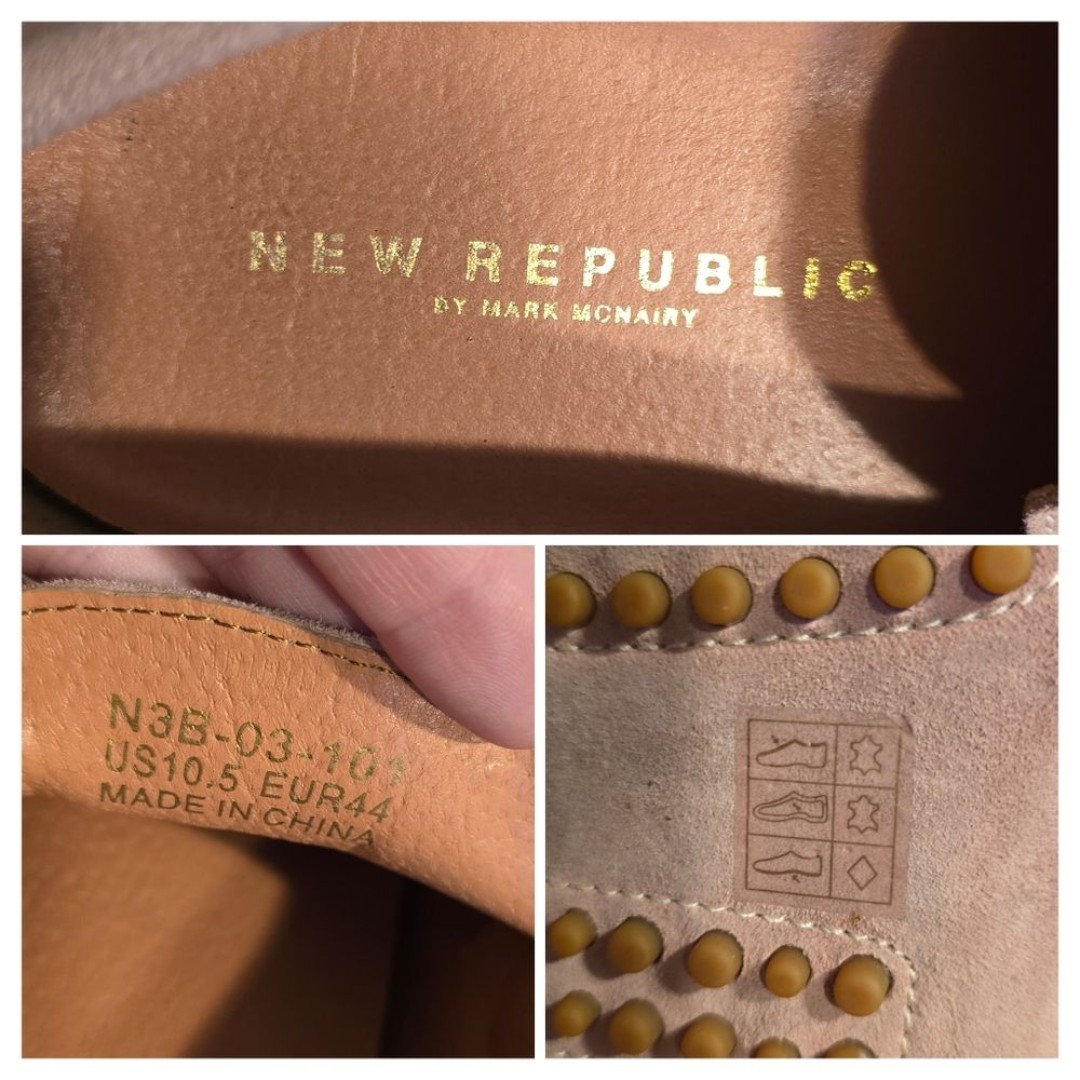 NEW REPUBLIC
BY MARK MCNAIRY
N3B-03-101
US10.5 EUR44
MADE IN CHINA